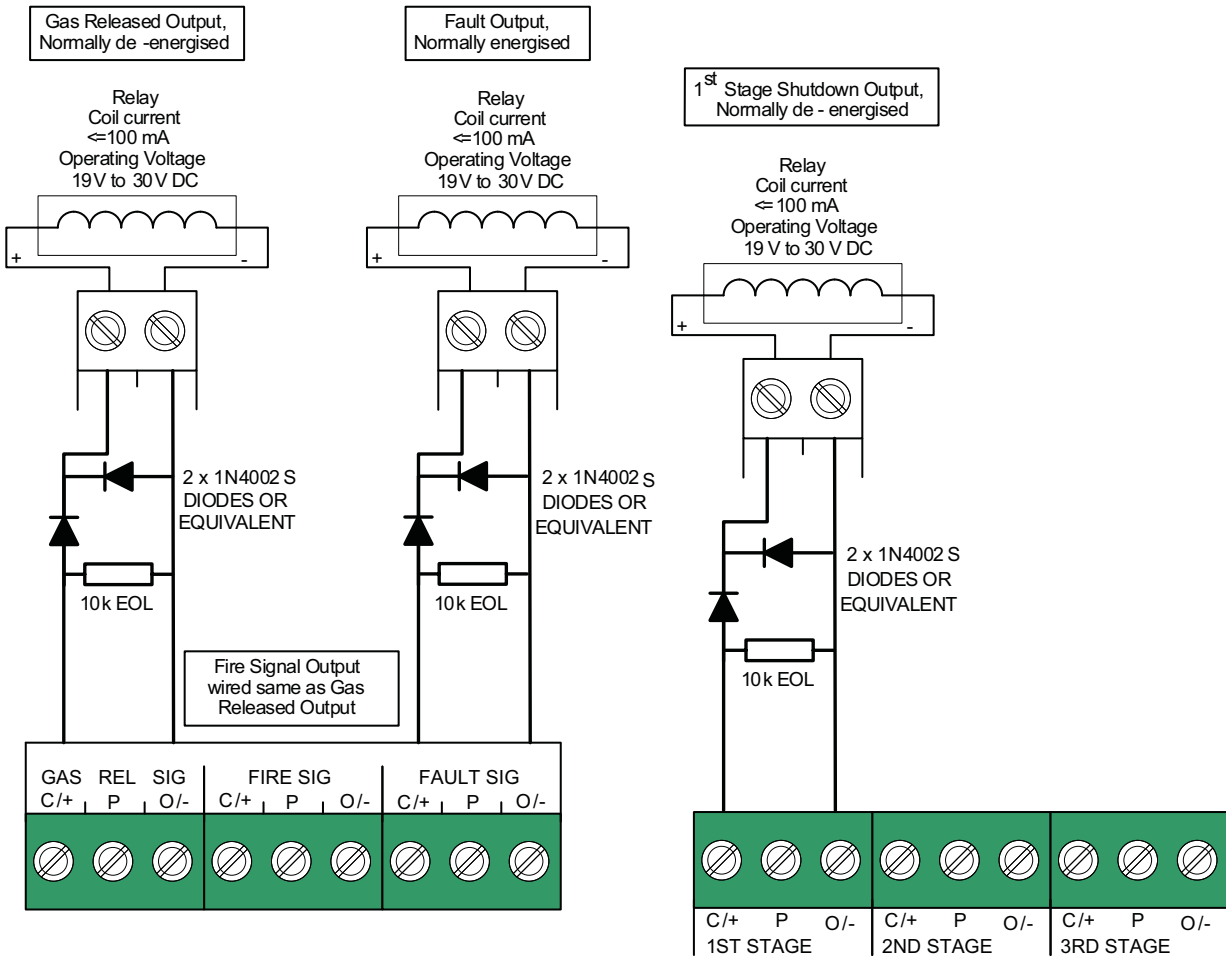 Gas Released Output,
Normally de -energised
Relay
Coil current
<=100 mA
Operating Voltage
19V to 30V DC
+
-
2 x 1N4002 S
DIODES OR
EQUIVALENT
10k EOL
Fault Output,
Normally energised
Relay
Coil current
<=100 mA
Operating Voltage
19V to 30V DC
+
-
2 x 1N4002 S
DIODES OR
EQUIVALENT
10k EOL
1st Stage Shutdown Output,
Normally de - energised
Relay
Coil current
<= 100 mA
Operating Voltage
19 V to 30 V DC
+
-
2 x 1N4002 S
DIODES OR
EQUIVALENT
10k EOL
Fire Signal Output
wired same as Gas
Released Output
GAS REL SIG FIRE SIG FAULT SIG
C/+ P O/- C/+ P O/- C/+ P O/-
C/+ P O/- C/+ P O/- C/+ P O/-
1ST STAGE 2ND STAGE 3RD STAGE